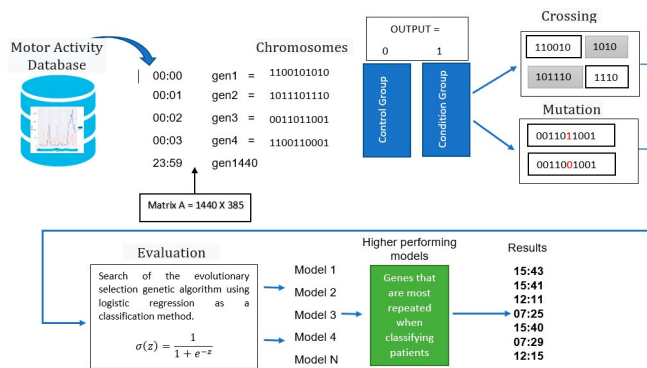 Motor Activity
Database
Chromosomes
00:00 gen1 = 1100101010
00:01 gen2 = 1011101110
00:02 gen3 = 0011011001
00:03 gen4 = 1100110001
23:59 gen1440
Matrix A = 1440 X 385
OUTPUT =
0 1
Control Group
Condition Group
Crossing
110010 1010
101110 1110
Mutation
0011011001
0011001001
Evaluation
Search of the evolutionary
selection genetic algorithm using
logistic regression as a
classification method.
σ(z) = 1 / 1 + e^{-z}
Model 1
Model 2
Model 3
Model 4
Model N
Higher performing
models
Genes that
are most
repeated
when
classifying
patients
Results
15:43
15:41
12:11
07:25
15:40
07:29
12:15